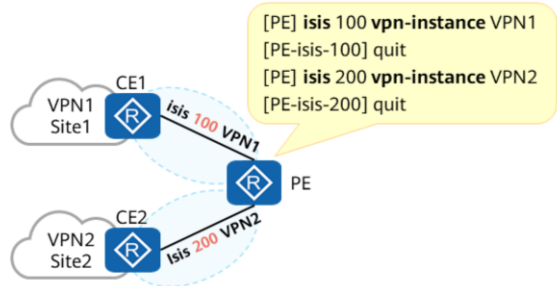 [PE] isis 100 vpn-instance VPN1
[PE-isis-100] quit
[PE] isis 200 vpn-instance VPN2
[PE-isis-200] quit
CE1
VPN1
Site1
R
isis 100 VPN1
R
PE
CE2
VPN2
Site2
R
Isis 200 VPN2